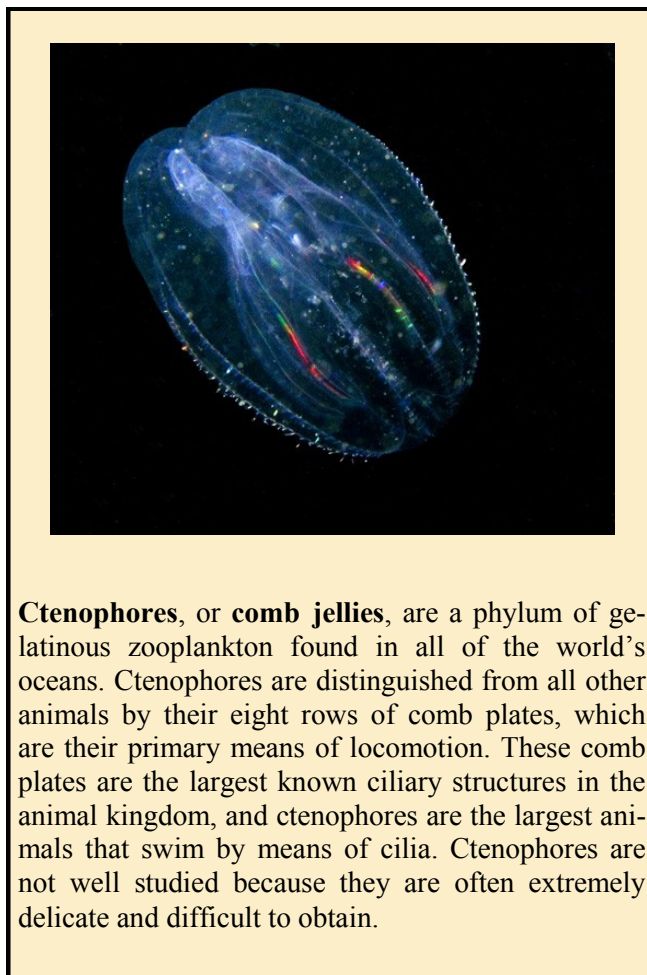 Ctenophores, or comb jellies, are a phylum of ge-
latinous zooplankton found in all of the world's
oceans. Ctenophores are distinguished from all other
animals by their eight rows of comb plates, which
are their primary means of locomotion. These comb
plates are the largest known ciliary structures in the
animal kingdom, and ctenophores are the largest ani-
mals that swim by means of cilia. Ctenophores are
not well studied because they are often extremely
delicate and difficult to obtain.